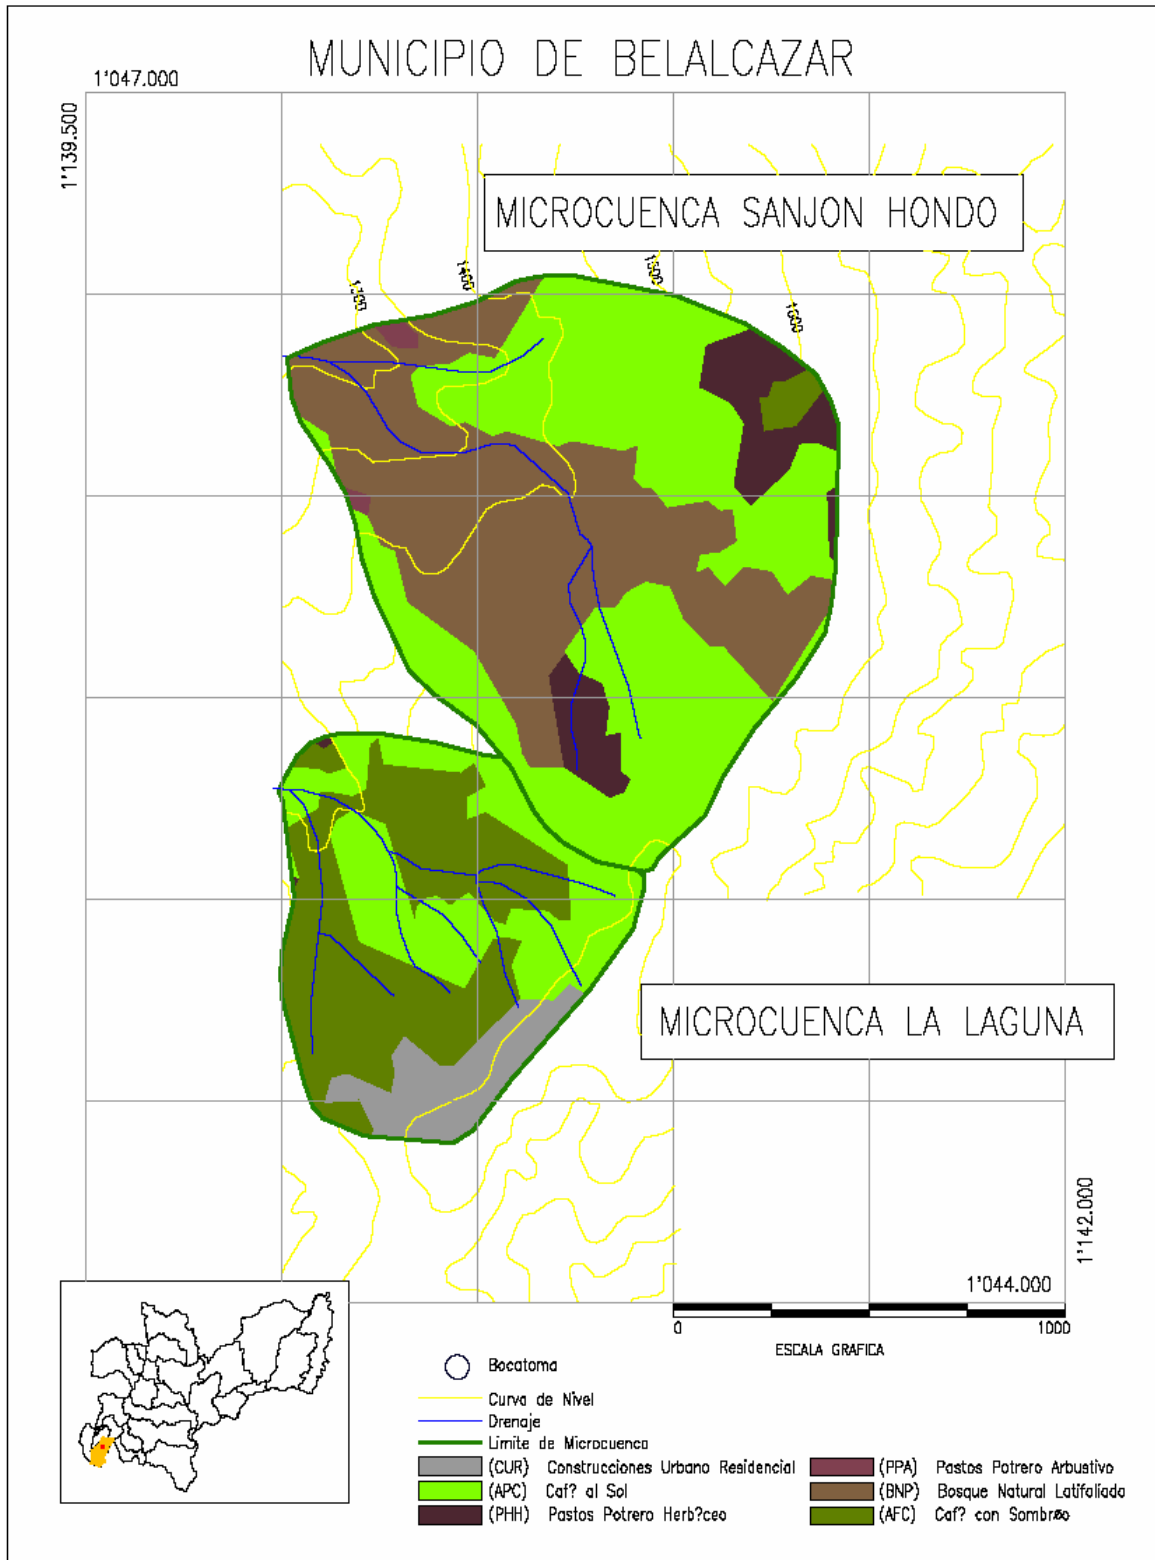 MUNICIPIO DE BELALCAZAR
1'047.000
1'139.500
MICROCUENCA SANJON HONDO
1300
1400
1500
1600
MICROCUENCA LA LAGUNA
1'142.000
1'044.000
0 1000
ESCALA GRAFICA
Bocatoma
Curva de Nivel
Drenaje
Limite de Microcuenca
(CUR) Construcciones Urbano Residencial
(APC) Caf? al Sol
(PHH) Pastos Potrero Herb?ceo
(PPA) Pastos Potrero Arbustivo
(BNP) Bosque Natural Latifoliado
(AFC) Caf? con